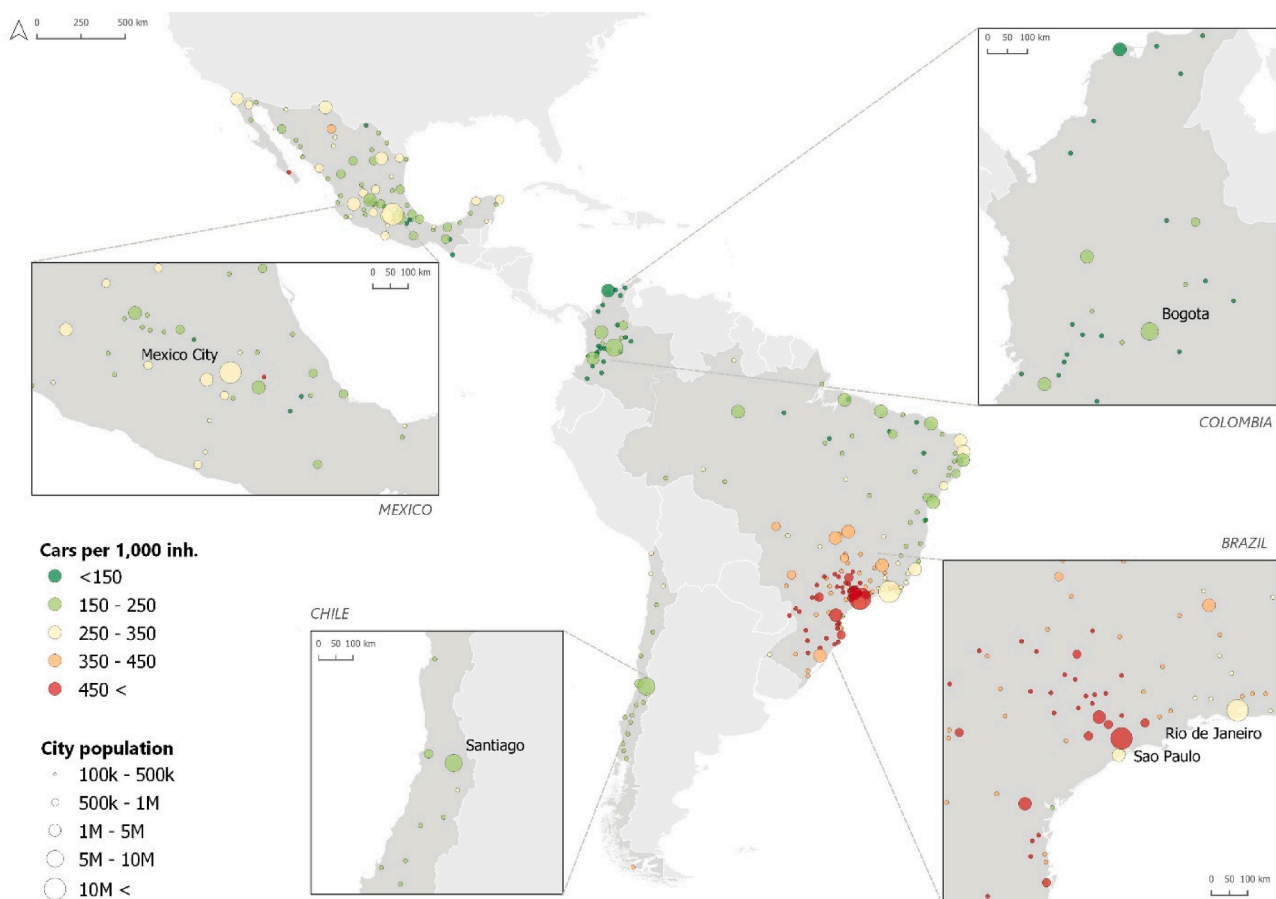 0 250 500 km
0 50 100 km
Bogota
COLOMBIA
0 50 100 km
Mexico City
MEXICO
Cars per 1,000 inh.
<150
150 - 250
250 - 350
350 - 450
450 <
City population
100k - 500k
500k - 1M
1M - 5M
5M - 10M
10M <
CHILE
0 50 100 km
Santiago
BRAZIL
Rio de Janeiro
Sao Paulo
0 50 100 km